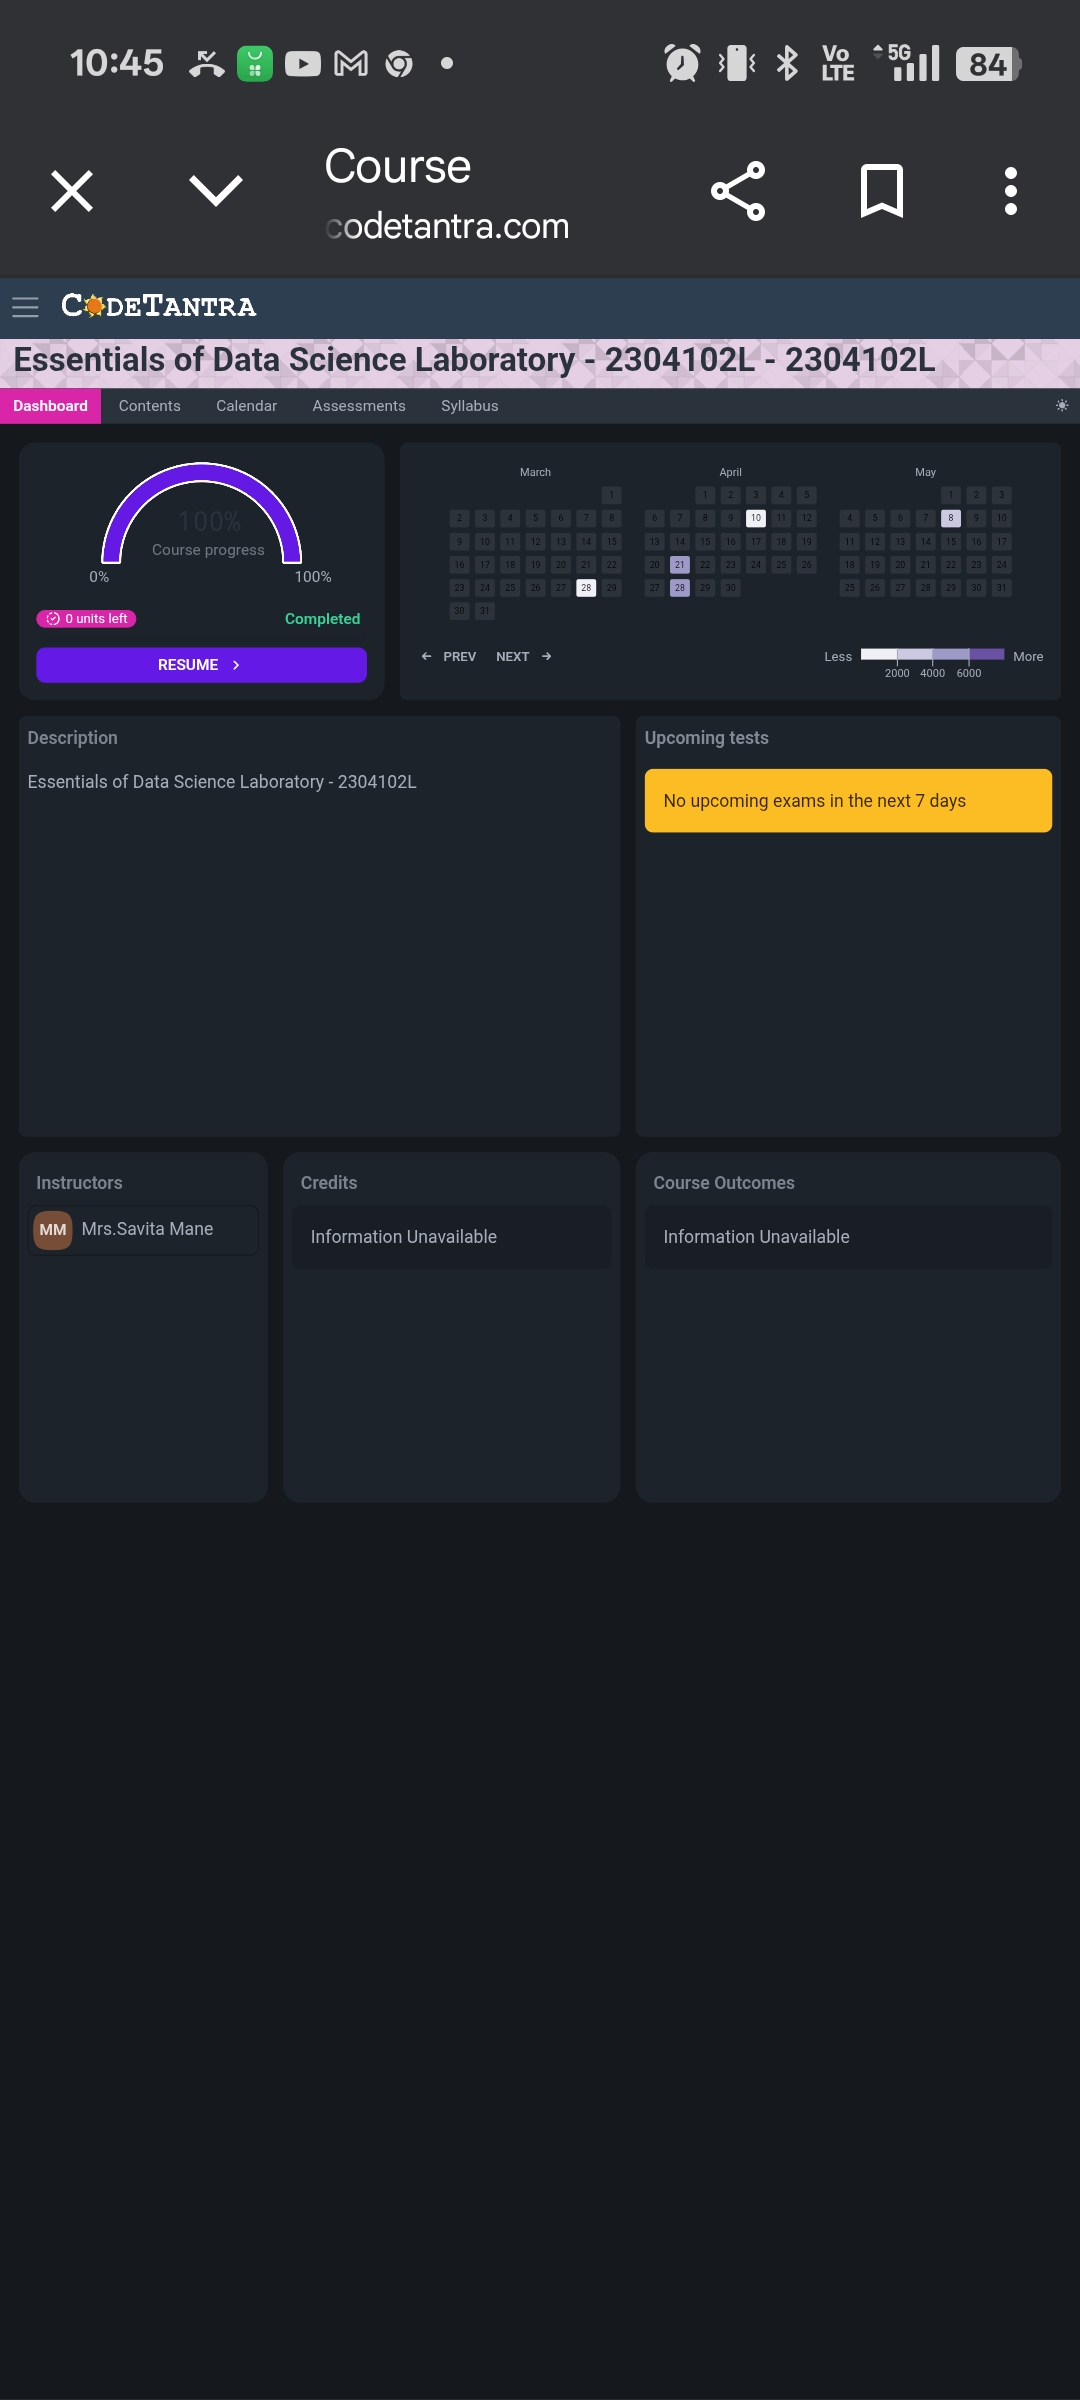 10:45
Vo
LTE
5G
84
Course
codetantra.com
CODETANTRA
Essentials of Data Science Laboratory - 2304102L - 2304102L
Dashboard Contents Calendar Assessments Syllabus
100%
Course progress
0% 100%
0 units left Completed
RESUME
March April May
1 1 2 3 4 5 1 2 3
2 3 4 5 6 7 8 6 7 8 9 10 11 12 4 5 6 7 8 9 10
9 10 11 12 13 14 15 13 14 15 16 17 18 19 11 12 13 14 15 16 17
16 17 18 19 20 21 22 20 21 22 23 24 25 26 18 19 20 21 22 23 24
23 24 25 26 27 28 29 27 28 29 30 25 26 27 28 29 30 31
30 31
PREV NEXT
Less More
2000 4000 6000
Description
Essentials of Data Science Laboratory - 2304102L
Upcoming tests
No upcoming exams in the next 7 days
Instructors
MM Mrs.Savita Mane
Credits
Information Unavailable
Course Outcomes
Information Unavailable